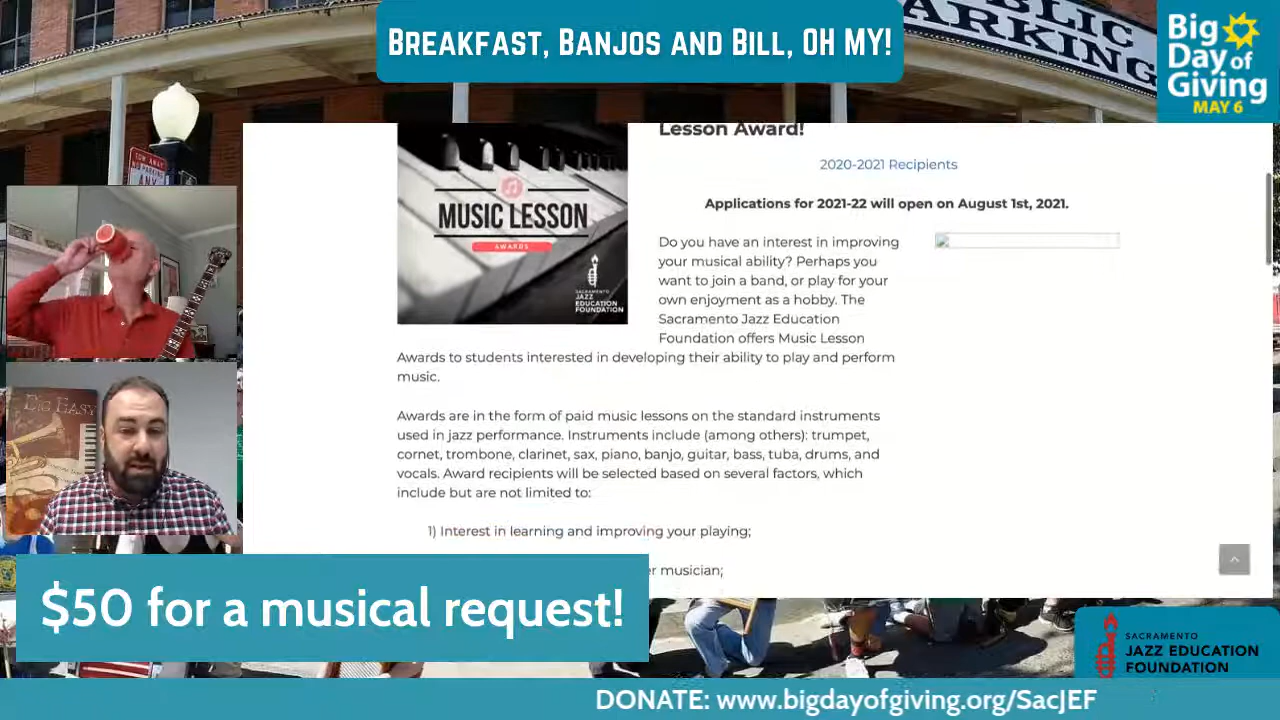 BREAKFAST, BANJOS AND BILL, OH MY!
PUBLIC
PARKING
Big
Day of
Giving
MAY 6
TOW AWAY
NO PARKING
ANY
Lesson Award!
2020-2021 Recipients
Applications for 2021-22 will open on August 1st, 2021.
MUSIC LESSON
AWARDS
SACRAMENTO
JAZZ
EDUCATION
FOUNDATION
Do you have an interest in improving
your musical ability? Perhaps you
want to join a band, or play for your
own enjoyment as a hobby. The
Sacramento Jazz Education
Foundation offers Music Lesson
Awards to students interested in developing their ability to play and perform
music.
Awards are in the form of paid music lessons on the standard instruments
used in jazz performance. Instruments include (among others): trumpet,
cornet, trombone, clarinet, sax, piano, banjo, guitar, bass, tuba, drums, and
vocals. Award recipients will be selected based on several factors, which
include but are not limited to:
1) Interest in learning and improving your playing;
musician;
BIG EASY
$50 for a musical request!
SACRAMENTO
JAZZ EDUCATION
FOUNDATION
DONATE: www.bigdayofgiving.org/SacJEF